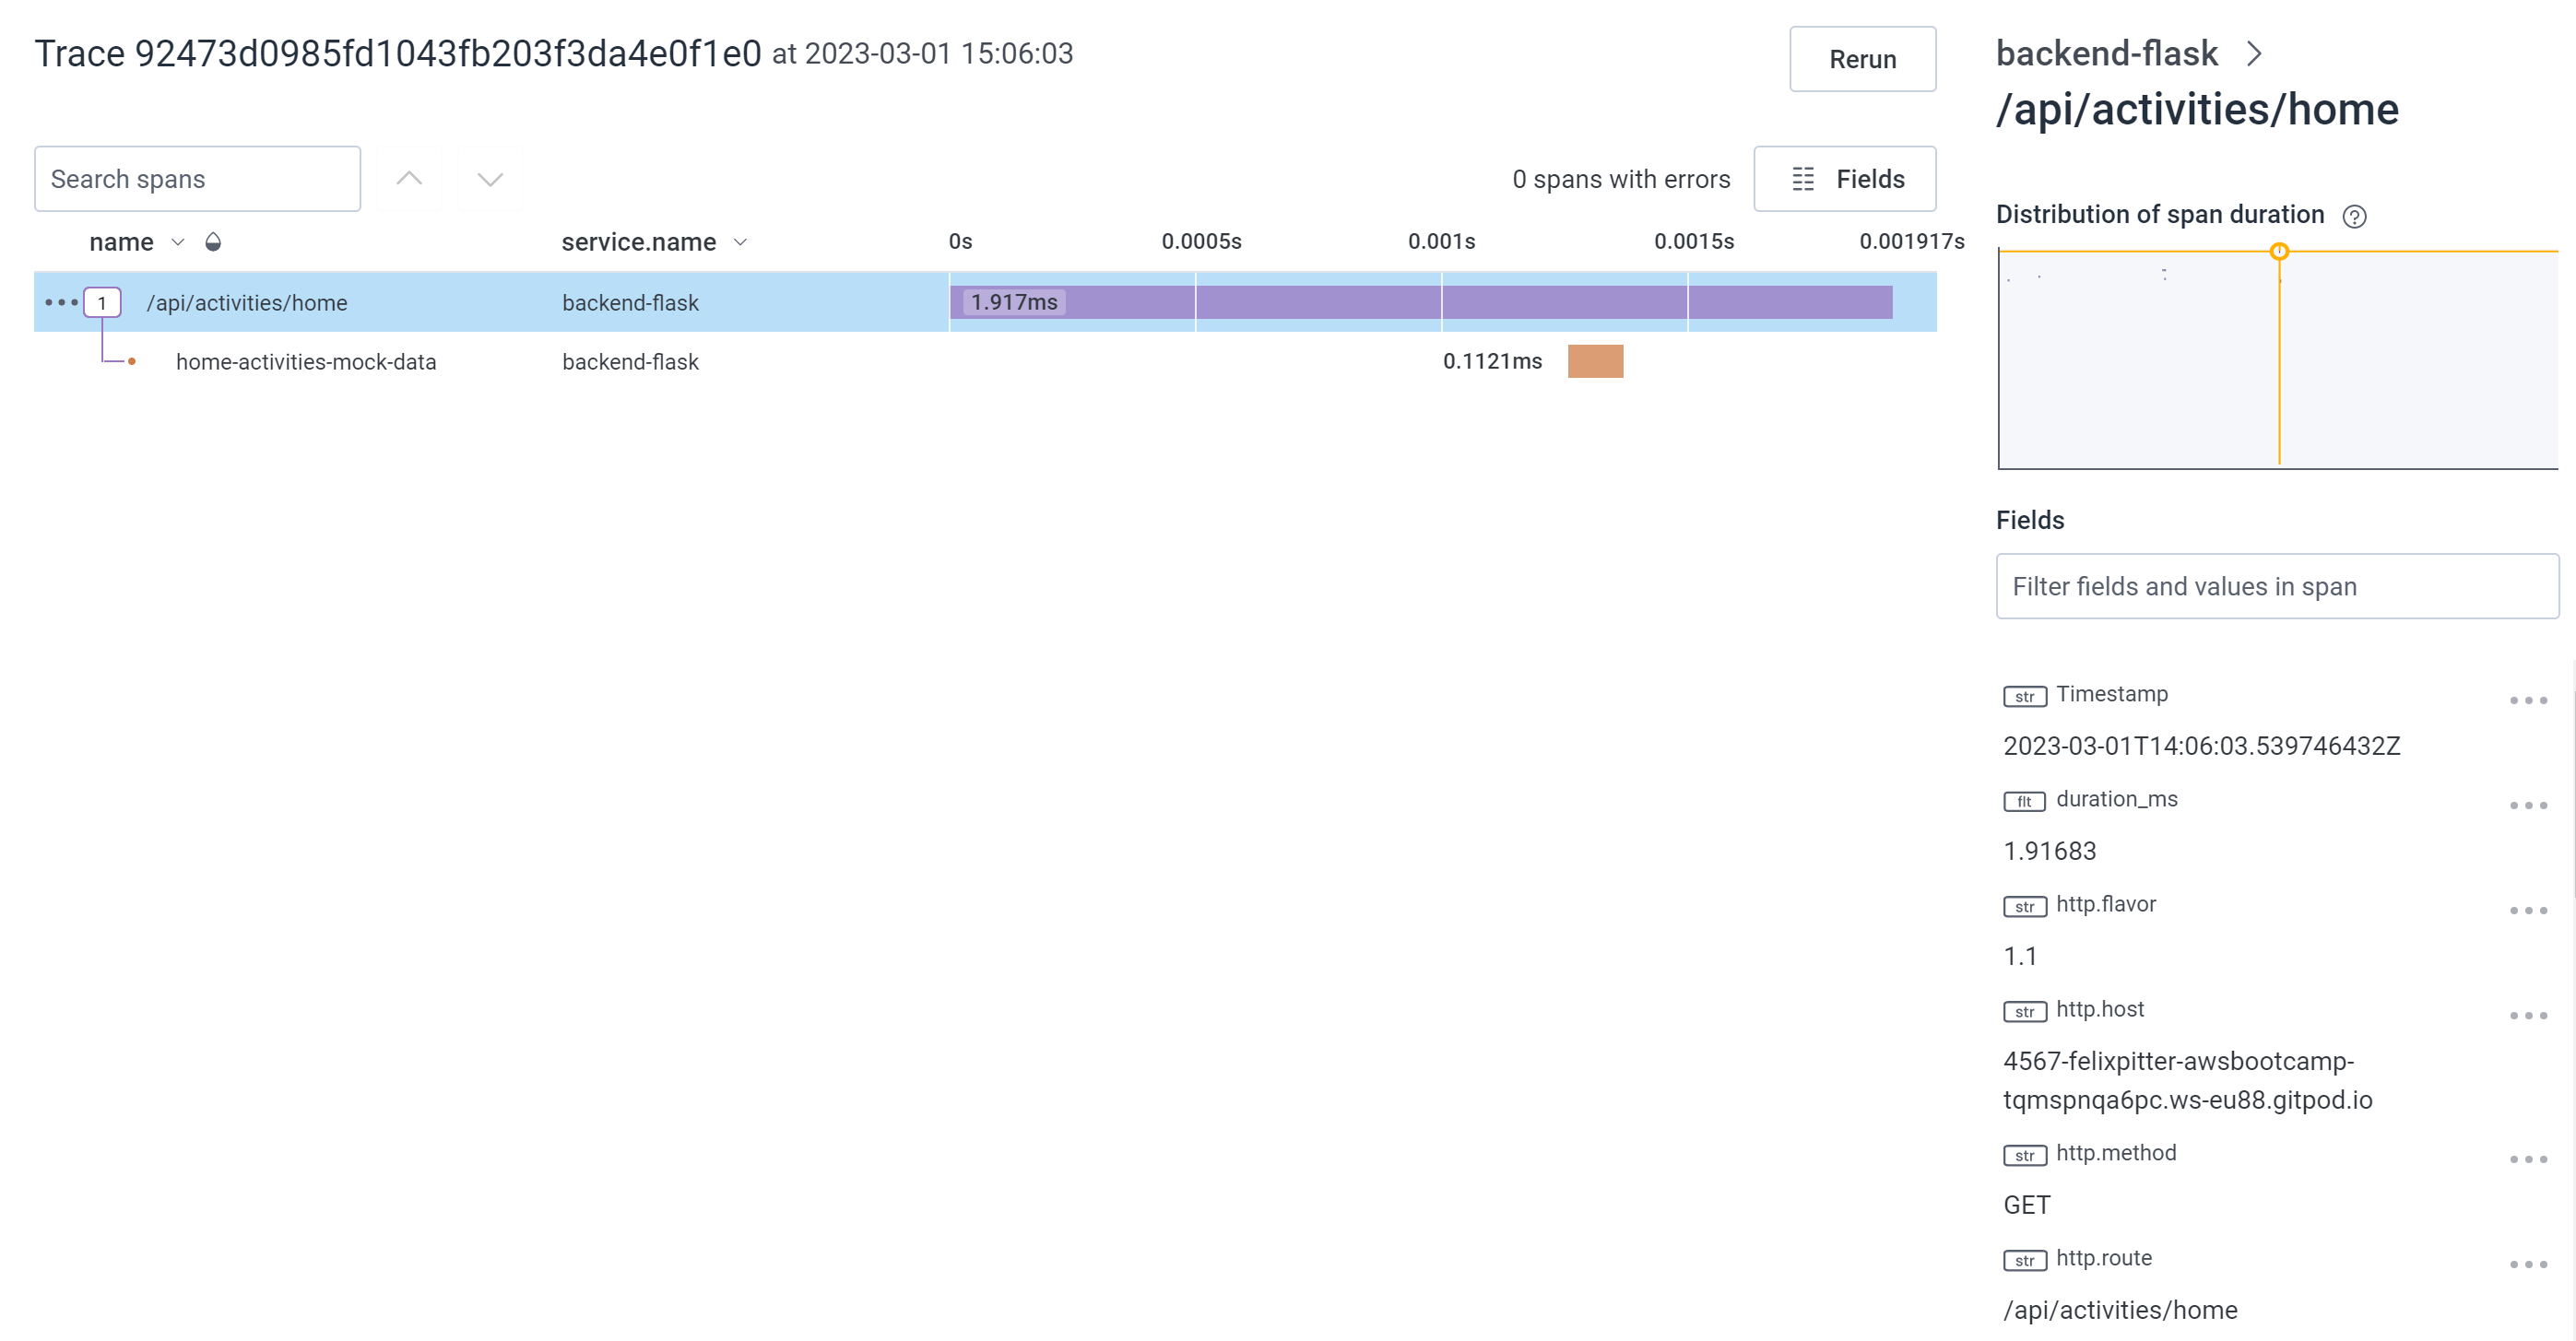 Trace 92473d0985fd1043fb203f3da4e0f1e0 at 2023-03-01 15:06:03
Rerun
Search spans
0 spans with errors
Fields
name
service.name
0s
0.0005s
0.001s
0.0015s
0.001917s
1
/api/activities/home
backend-flask
1.917ms
home-activities-mock-data
backend-flask
0.1121ms
backend-flask
/api/activities/home
Distribution of span duration
?
Fields
Filter fields and values in span
str Timestamp
2023-03-01T14:06:03.539746432Z
flt duration_ms
1.91683
str http.flavor
1.1
str http.host
4567-felixpitter-awsbootcamp-
tqmspnqa6pc.ws-eu88.gitpod.io
str http.method
GET
str http.route
/api/activities/home